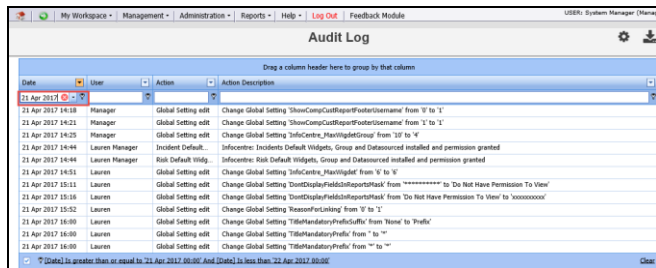 My Workspace Management Administration Reports Help Log Out Feedback Module USER: System Manager (Mana
Audit Log
Drag a column header here to group by that column
Date User Action Action Description
21 Apr 2017
21 Apr 2017 14:18 Manager Global Setting edit Change Global Setting 'ShowCompCustReportFooterUsername' from '0' to '1'
21 Apr 2017 14:21 Manager Global Setting edit Change Global Setting 'ShowCompCustReportFooterUsername' from '1' to '1'
21 Apr 2017 14:25 Manager Global Setting edit Change Global Setting 'InfoCentre_MaxWigdetGroup' from '10' to '4'
21 Apr 2017 14:44 Lauren Manager Incident Default... Infocentre: Incidents Default Widgets, Group and Datasourced installed and permission granted
21 Apr 2017 14:44 Lauren Manager Risk Default Widg... Infocentre: Risk Default Widgets, Group and Datasourced installed and permission granted
21 Apr 2017 14:51 Lauren Global Setting edit Change Global Setting 'InfoCentre_MaxWigdet' from '6' to '6'
21 Apr 2017 15:11 Lauren Global Setting edit Change Global Setting 'DontDisplayFieldsInReportsMask' from '**********' to 'Do Not Have Permission To View'
21 Apr 2017 15:16 Lauren Global Setting edit Change Global Setting 'DontDisplayFieldsInReportsMask' from 'Do Not Have Permission To View' to 'xxxxxxxxxx'
21 Apr 2017 15:52 Lauren Global Setting edit Change Global Setting 'ReasonForLinking' from '0' to '1'
21 Apr 2017 16:00 Lauren Global Setting edit Change Global Setting 'TitleMandatoryPrefixSuffix' from 'None' to 'Prefix'
21 Apr 2017 16:00 Lauren Global Setting edit Change Global Setting 'TitleMandatoryPrefix' from '' to '*'
21 Apr 2017 16:00 Lauren Global Setting edit Change Global Setting 'TitleMandatoryPrefix' from '*' to '*'
[Date] Is greater than or equal to '21 Apr 2017 00:00' And [Date] Is less than '22 Apr 2017 00:00' Clear